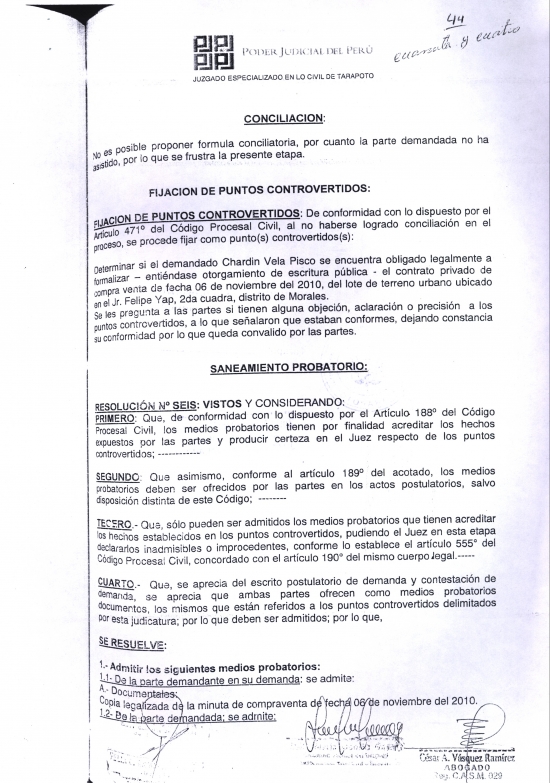 44
cuarenta y cuatro
PODER JUDICIAL DEL PERÚ
JUZGADO ESPECIALIZADO EN LO CIVIL DE TARAPOTO
CONCILIACION:
No es posible proponer formula conciliatoria, por cuanto la parte demandada no ha
asistido, por lo que se frustra la presente etapa.
FIJACION DE PUNTOS CONTROVERTIDOS:
FIJACION DE PUNTOS CONTROVERTIDOS: De conformidad con lo dispuesto por el
Artículo 471º del Código Procesal Civil, al no haberse logrado conciliación en el
proceso, se procede fijar como punto(s) controvertidos(s):
Determinar si el demandado Chardin Vela Pisco se encuentra obligado legalmente a
formalizar – entiéndase otorgamiento de escritura pública - el contrato privado de
compra venta de fecha 06 de noviembre del 2010, del lote de terreno urbano ubicado
en el Jr. Felipe Yap, 2da cuadra, distrito de Morales.
Se les pregunta a las partes si tienen alguna objeción, aclaración o precisión a los
puntos controvertidos, a lo que señalaron que estaban conformes, dejando constancia
su conformidad por lo que queda convalido por las partes.
SANEAMIENTO PROBATORIO:
RESOLUCIÓN Nº SEIS: VISTOS Y CONSIDERANDO:
PRIMERO: Que, de conformidad con lo dispuesto por el Artículo 188º del Código
Procesal Civil, los medios probatorios tienen por finalidad acreditar los hechos
expuestos por las partes y producir certeza en el Juez respecto de los puntos
controvertidos; ------------
SEGUNDO: Que asimismo, conforme al artículo 189º del acotado, los medios
probatorios deben ser ofrecidos por las partes en los actos postulatorios, salvo
disposición distinta de este Código; --------
TECERO.- Que, sólo pueden ser admitidos los medios probatorios que tienen acreditar
los hechos establecidos en los puntos controvertidos, pudiendo el Juez en esta etapa
declararlos inadmisibles o improcedentes, conforme lo establece el artículo 555° del
Código Procesal Civil, concordado con el artículo 190° del mismo cuerpo legal.-----
CUARTO.- Que, se aprecia del escrito postulatorio de demanda y contestación de
demanda, se aprecia que ambas partes ofrecen como medios probatorios
documentos, los mismos que están referidos a los puntos controvertidos delimitados
por esta judicatura; por lo que deben ser admitidos; por lo que,
SE RESUELVE:
1.- Admitir los siguientes medios probatorios:
1.1- De la parte demandante en su demanda: se admite:
A.- Documentales:
Copia legalizada de la minuta de compraventa de fecha 06 de noviembre del 2010.
1.2- De la parte demandada: se admite:
César A. Vásquez Ramírez
ABOGADO
Reg. C.A.S.M. 029